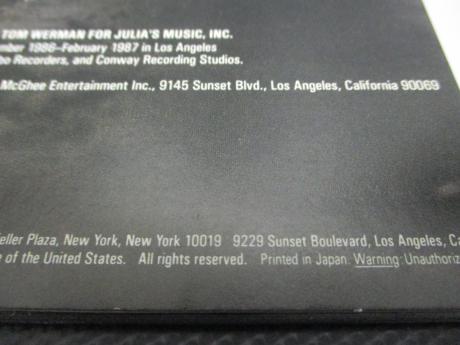 TOM WERMAN FOR JULIA'S MUSIC, INC.
mber 1986–February 1987 in Los Angeles
bo Recorders, and Conway Recording Studios.
McGhee Entertainment Inc., 9145 Sunset Blvd., Los Angeles, California 90069
feller Plaza, New York, New York 10019 9229 Sunset Boulevard, Los Angeles, Ca
e of the United States. All rights reserved. Printed in Japan. Warning: Unauthoriz